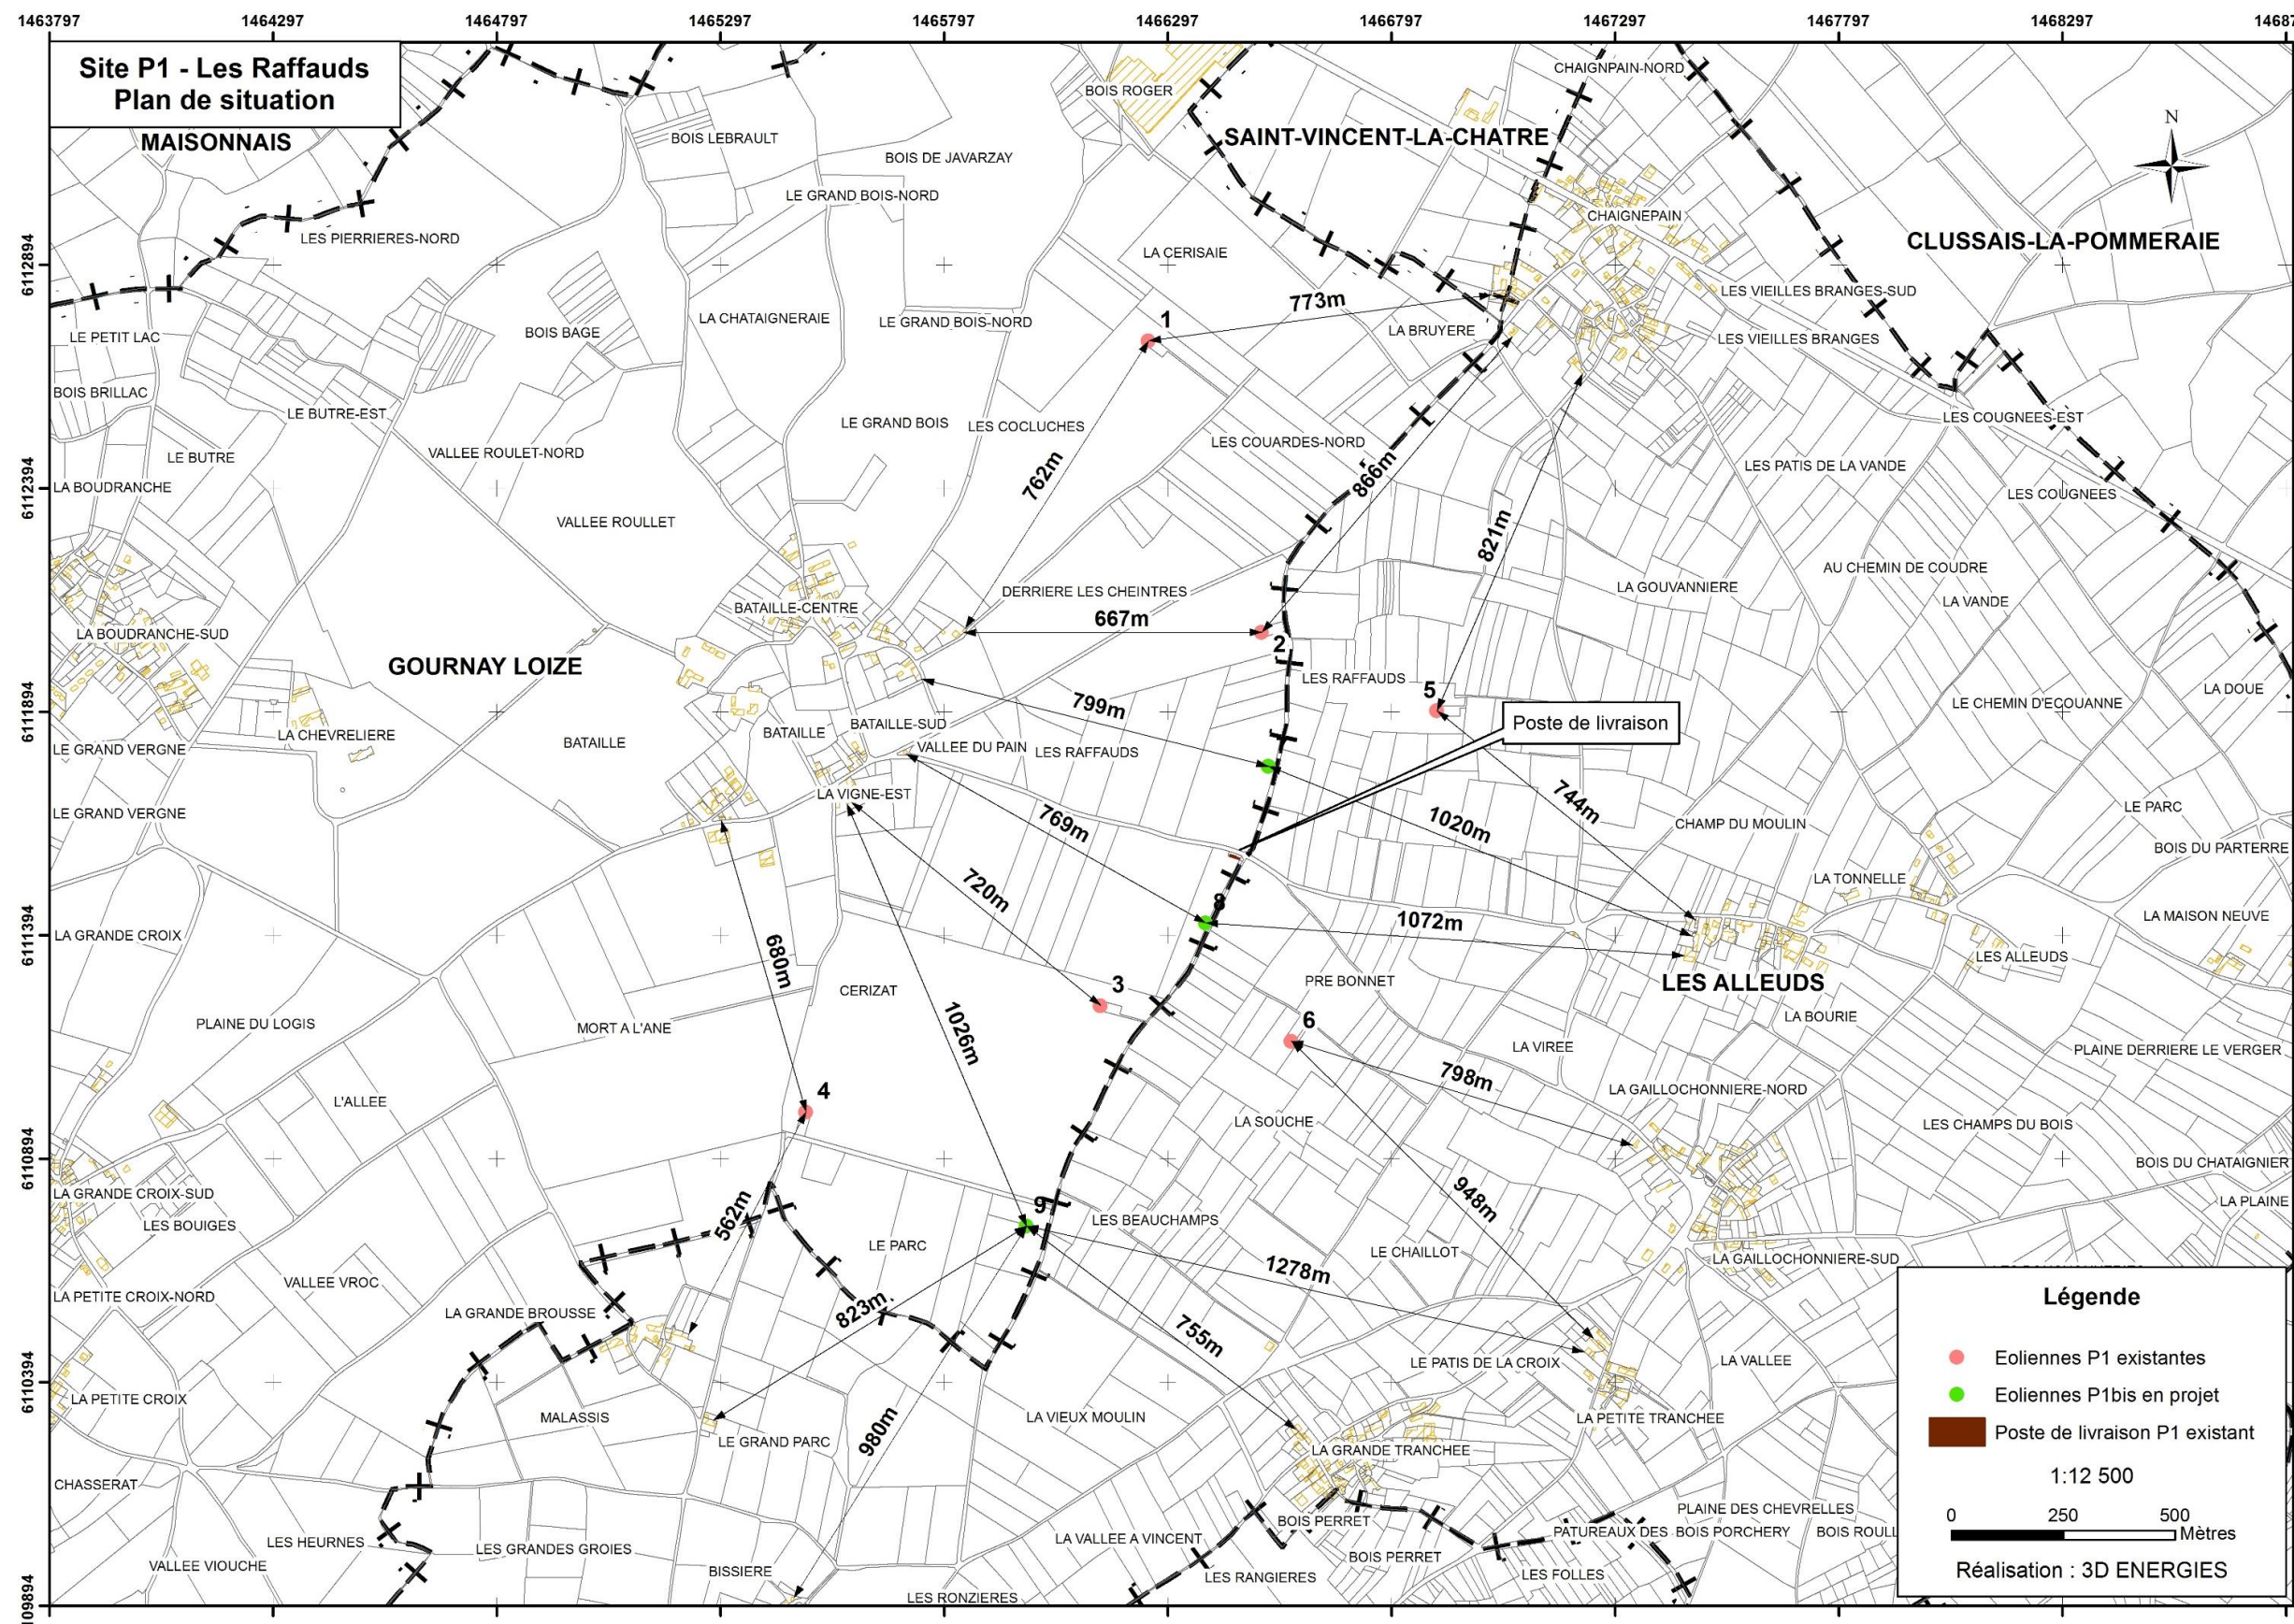 1463797 1464297 1464797 1465297 1465797 1466297 1466797 1467297 1467797 1468297 14687
Site P1 - Les Raffauds
Plan de situation
MAISONNAIS
BOIS ROGER
CHAIGNPAIN-NORD
SAINT-VINCENT-LA-CHATRE
N
BOIS LEBRAULT
BOIS DE JAVARZAY
LE GRAND BOIS-NORD
CHAIGNEPAIN
LES PIERRIERES-NORD
LA CERISAIE
CLUSSAIS-LA-POMMERAIE
6112894
LES VIEILLES BRANGES-SUD
773m
1
LE PETIT LAC
BOIS BAGE
LA CHATAIGNERAIE
LE GRAND BOIS-NORD
LA BRUYERE
LES VIEILLES BRANGES
BOIS BRILLAC
LE BUTRE-EST
LE GRAND BOIS
LES COCLUCHES
LES COUARDES-NORD
LES COUGNEES-EST
LE BUTRE
VALLEE ROULET-NORD
762m
866m
LES PATIS DE LA VANDE
6112394
LA BOUDRANCHE
LES COUGNEES
VALLEE ROULLET
821m
AU CHEMIN DE COUDRE
LA GOUVANNIERE
DERRIERE LES CHEINTRES
LA VANDE
BATAILLE-CENTRE
667m
LA BOUDRANCHE-SUD
2
GOURNAY LOIZE
LES RAFFAUDS
5
LA DOUE
6111894
799m
LE CHEMIN D'ECOUANNE
LA CHEVRELIERE
BATAILLE
BATAILLE
BATAILLE-SUD
Poste de livraison
LE GRAND VERGNE
VALLEE DU PAIN
LES RAFFAUDS
LA VIGNE-EST
744m
LE GRAND VERGNE
769m
1020m
CHAMP DU MOULIN
LE PARC
BOIS DU PARTERRE
720m
LA TONNELLE
8
1072m
LA MAISON NEUVE
6111394
LA GRANDE CROIX
680m
LES ALLEUDS
CERIZAT
3
PRE BONNET
LES ALLEUDS
PLAINE DU LOGIS
MORT A L'ANE
1026m
6
LA BOURIE
LA VIREE
PLAINE DERRIERE LE VERGER
L'ALLEE
4
798m
LA GAILLOCHONNIERE-NORD
LA SOUCHE
LES CHAMPS DU BOIS
6110894
BOIS DU CHATAIGNIER
LA GRANDE CROIX-SUD
562m
9
948m
LA PLAINE
LES BOUIGES
LES BEAUCHAMPS
LE PARC
LE CHAILLOT
LA GAILLOCHONNIERE-SUD
VALLEE VROC
1278m
LA PETITE CROIX-NORD
LA GRANDE BROUSSE
823m
755m
Légende
Eoliennes P1 existantes
Eoliennes P1bis en projet
Poste de livraison P1 existant
1:12 500
0 250 500
Mètres
Réalisation : 3D ENERGIES
6110394
LE PATIS DE LA CROIX
LA VALLEE
LA PETITE CROIX
MALASSIS
LA VIEUX MOULIN
LA PETITE TRANCHEE
LE GRAND PARC
980m
LA GRANDE TRANCHEE
CHASSERAT
PLAINE DES CHEVRELLES
BOIS PERRET
PATUREAUX DES BOIS PORCHERY
BOIS ROULL
LES HEURNES
LES GRANDES GROIES
LA VALLEE A VINCENT
BOIS PERRET
VALLEE VIOUCHE
BISSIERE
LES RANGIERES
LES FOLLES
LES RONZIERES
109894